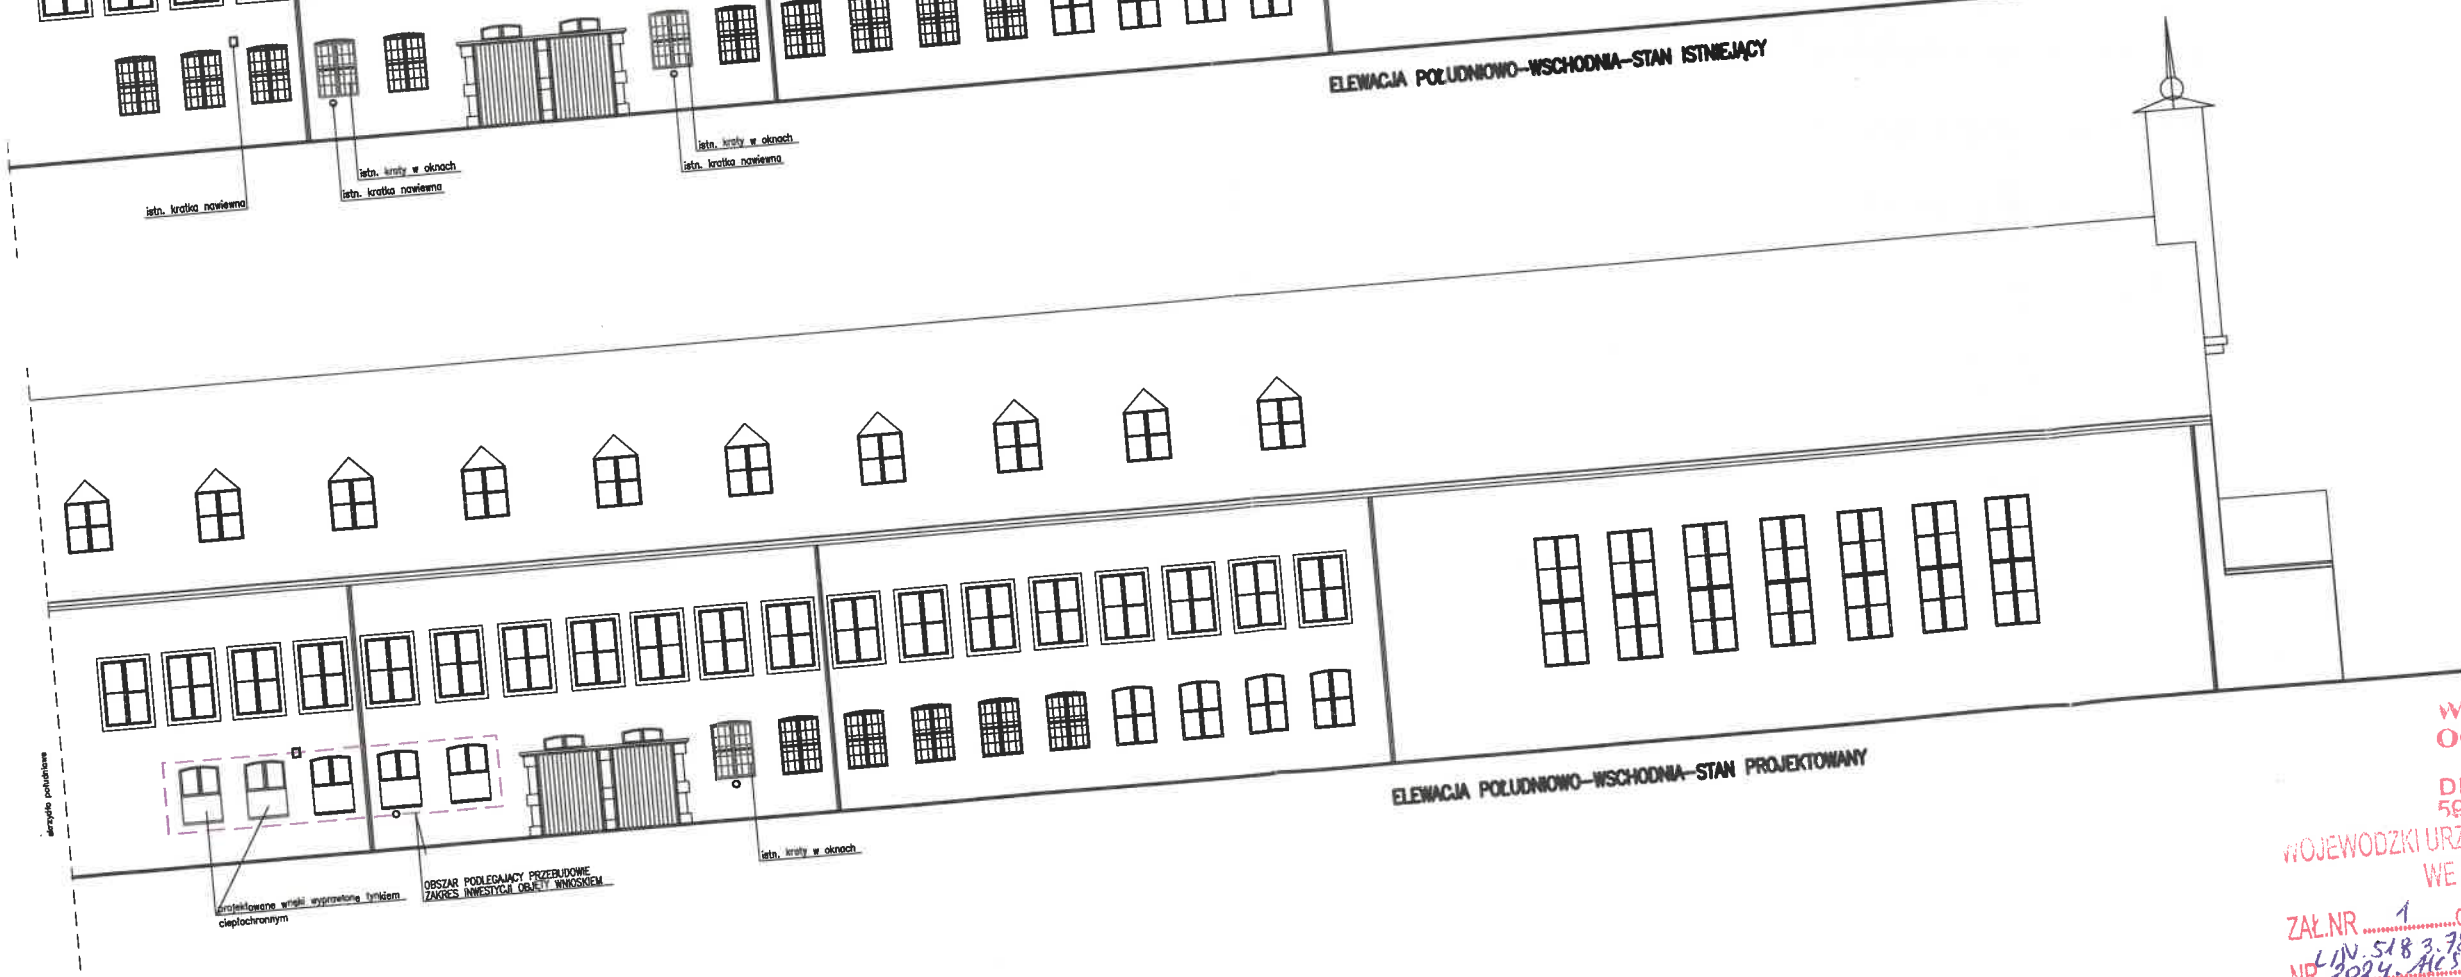 ELEWACJA POŁUDNIOWO-WSCHODNIA-STAN ISTNIEJĄCY
istn. kraty w oknach
istn. kratka nawiewna
istn. kraty w oknach
istn. kratka nawiewna
istn. kratka nawiewna
skrzydło południowe
ELEWACJA POŁUDNIOWO-WSCHODNIA-STAN PROJEKTOWANY
istn. kraty w oknach
OBSZAR PODLEGAJĄCY PRZEBUDOWIE
ZAKRES INWESTYCJI OBJĘTY WNIOSKIEM
projektowane wnęki wyprawione tynkiem
ciepłochronnym
WOJEWODZKI URZ
WE
ZAŁ.NR 1
NR